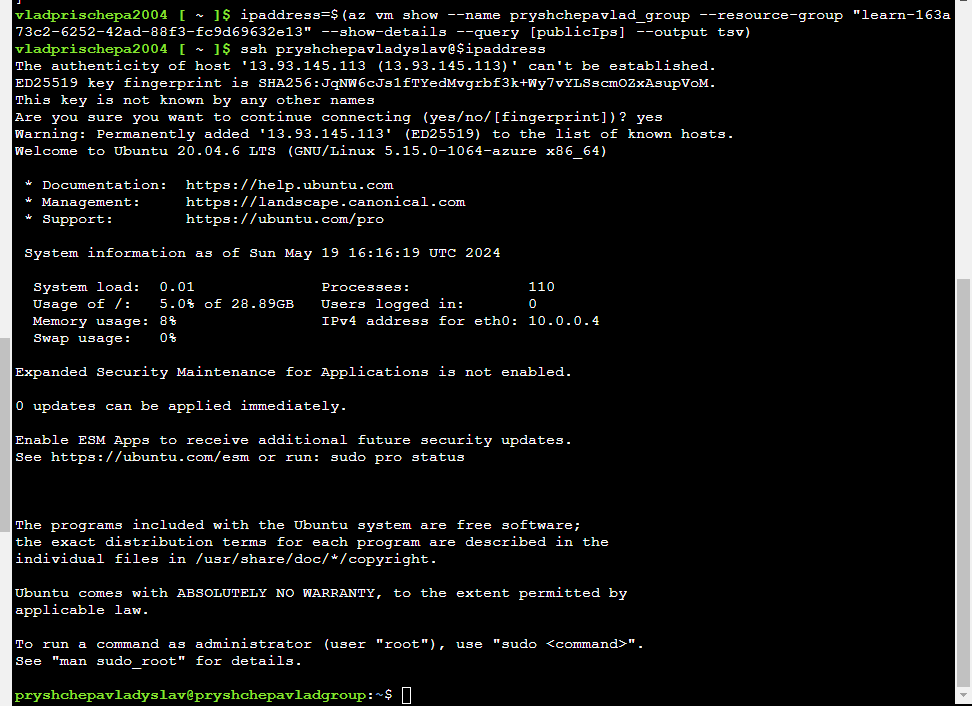 vladprischepa2004 [ ~ ]$ ipaddress=$(az vm show --name pryshchepavlad_group --resource-group "learn-163a
73c2-6252-42ad-88f3-fc9d69632e13" --show-details --query [publicIps] --output tsv)
vladprischepa2004 [ ~ ]$ ssh pryshchepavladyslav@$ipaddress
The authenticity of host '13.93.145.113 (13.93.145.113)' can't be established.
ED25519 key fingerprint is SHA256:JqNW6cJs1fTYedMvgrbf3k+Wy7vYLSscmOZxAsupVoM.
This key is not known by any other names
Are you sure you want to continue connecting (yes/no/[fingerprint])? yes
Warning: Permanently added '13.93.145.113' (ED25519) to the list of known hosts.
Welcome to Ubuntu 20.04.6 LTS (GNU/Linux 5.15.0-1064-azure x86_64)

 * Documentation:  https://help.ubuntu.com
 * Management:     https://landscape.canonical.com
 * Support:        https://ubuntu.com/pro

 System information as of Sun May 19 16:16:19 UTC 2024

  System load:  0.01              Processes:             110
  Usage of /:   5.0% of 28.89GB   Users logged in:       0
  Memory usage: 8%                IPv4 address for eth0: 10.0.0.4
  Swap usage:   0%

Expanded Security Maintenance for Applications is not enabled.

0 updates can be applied immediately.

Enable ESM Apps to receive additional future security updates.
See https://ubuntu.com/esm or run: sudo pro status

The programs included with the Ubuntu system are free software;
the exact distribution terms for each program are described in the
individual files in /usr/share/doc/*/copyright.

Ubuntu comes with ABSOLUTELY NO WARRANTY, to the extent permitted by
applicable law.

To run a command as administrator (user "root"), use "sudo <command>".
See "man sudo_root" for details.

pryshchepavladyslav@pryshchepavladgroup:~$